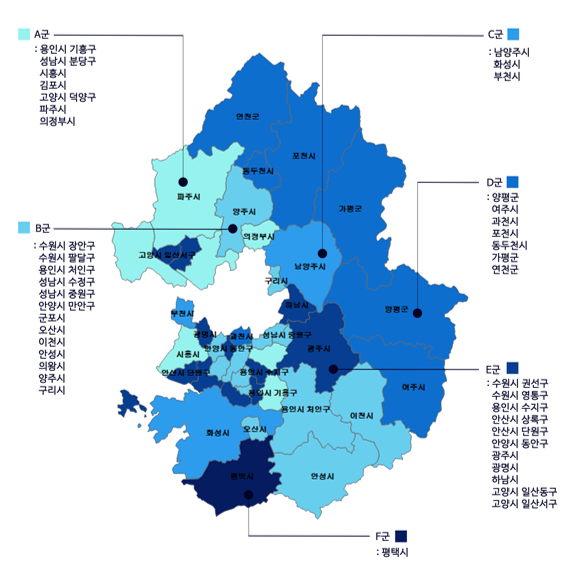 A군
: 용인시 기흥구
성남시 분당구
시흥시
김포시
고양시 덕양구
파주시
의정부시
C군
: 남양주시
화성시
부천시
B군
: 수원시 장안구
수원시 팔달구
용인시 처인구
성남시 수정구
성남시 중원구
안양시 만안구
군포시
오산시
이천시
안성시
의왕시
양주시
구리시
D군
: 양평군
여주시
과천시
포천시
동두천시
가평군
연천군
E군
: 수원시 권선구
수원시 영통구
용인시 수지구
안산시 상록구
안산시 단원구
안양시 동안구
광주시
광명시
하남시
고양시 일산동구
고양시 일산서구
F군
: 평택시
연천군
포천시
동두천시
가평군
파주시
양주시
의정부시
고양시 일산서구
남양주시
구리시
하남시
양평군
부천시
광명시
과천시
성남시 중원구
안양시 동안구
광주시
시흥시
안산시 단원구
용인시 수지구
여주시
용인시 기흥구
용인시 처인구
이천시
화성시
오산시
평택시
안성시